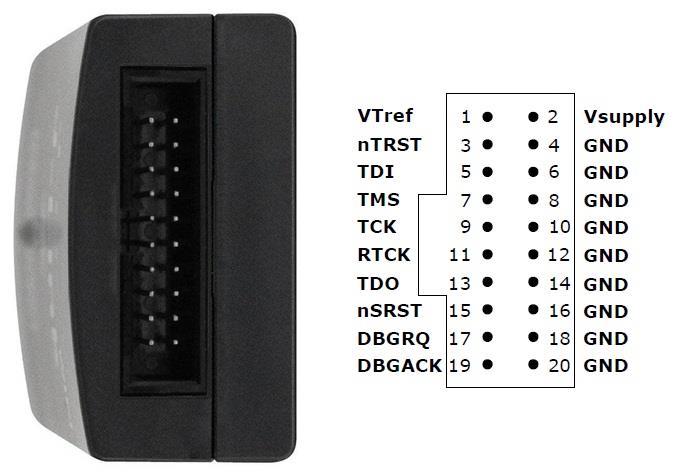 VTref 1 2 Vsupply
nTRST 3 4 GND
TDI 5 6 GND
TMS 7 8 GND
TCK 9 10 GND
RTCK 11 12 GND
TDO 13 14 GND
nSRST 15 16 GND
DBGRQ 17 18 GND
DBGACK 19 20 GND